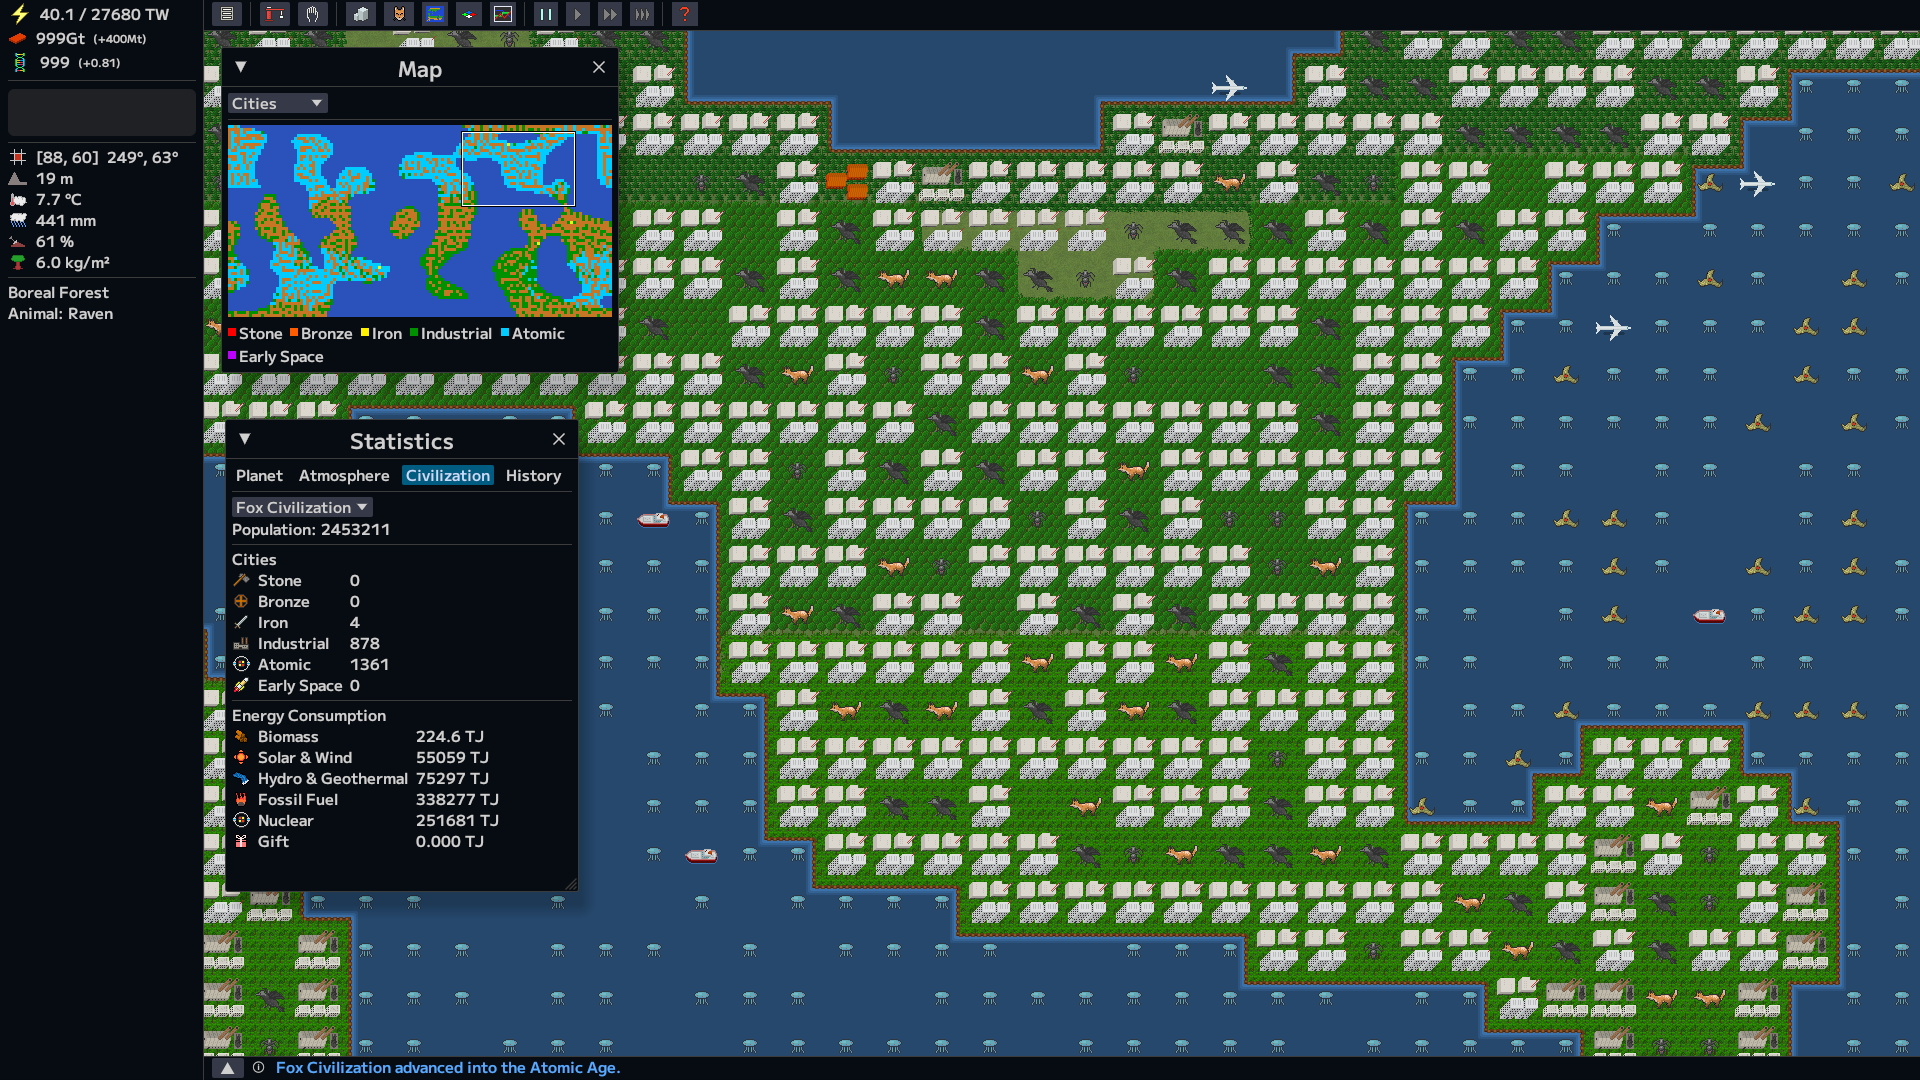 40.1 / 27680 TW
999Gt (+400Mt)
999 (+0.81)
[88, 60] 249°, 63°
19 m
7.7 °C
441 mm
61 %
6.0 kg/m²
Boreal Forest
Animal: Raven
Map
Cities
Stone Bronze Iron Industrial Atomic
Early Space
Statistics
Planet Atmosphere Civilization History
Fox Civilization
Population: 2453211
Cities
Stone 0
Bronze 0
Iron 4
Industrial 878
Atomic 1361
Early Space 0
Energy Consumption
Biomass 224.6 TJ
Solar & Wind 55059 TJ
Hydro & Geothermal 75297 TJ
Fossil Fuel 338277 TJ
Nuclear 251681 TJ
Gift 0.000 TJ
Fox Civilization advanced into the Atomic Age.